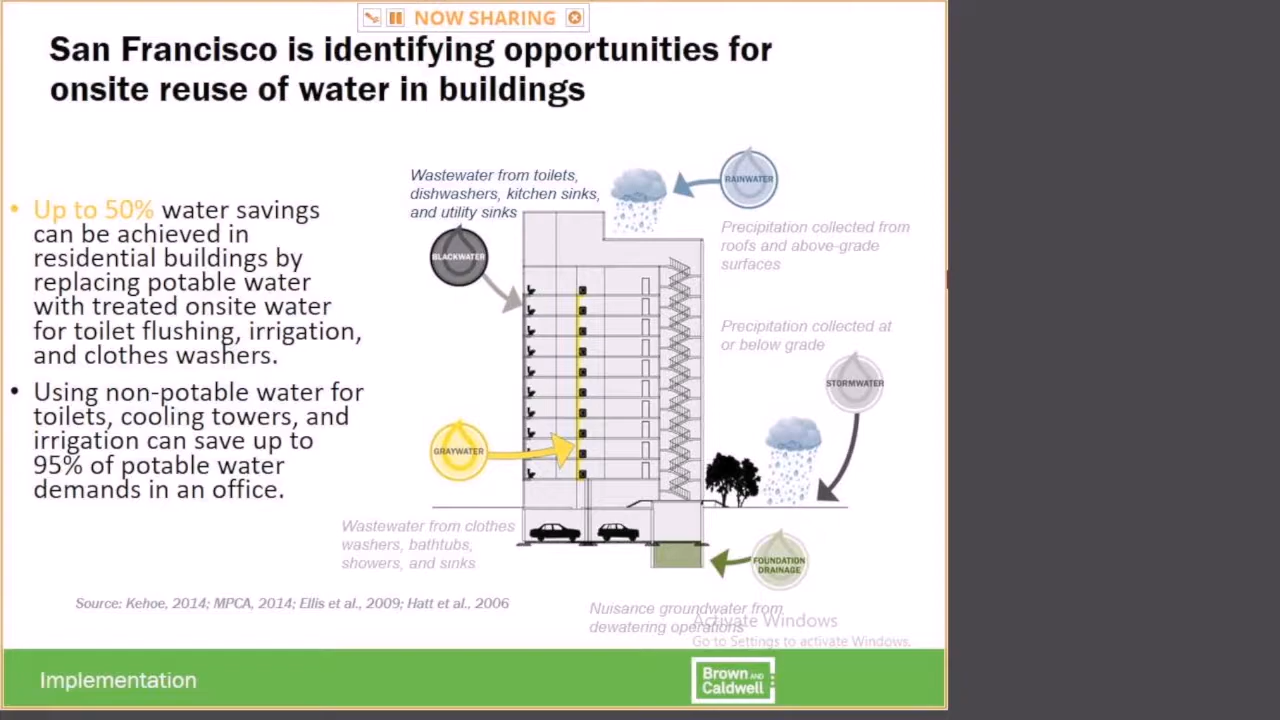 NOW SHARING
San Francisco is identifying opportunities for
onsite reuse of water in buildings
• Up to 50% water savings
can be achieved in
residential buildings by
replacing potable water
with treated onsite water
for toilet flushing, irrigation,
and clothes washers.
• Using non-potable water for
toilets, cooling towers, and
irrigation can save up to
95% of potable water
demands in an office.
Wastewater from toilets,
dishwashers, kitchen sinks,
and utility sinks
BLACKWATER
RAINWATER
Precipitation collected from
roofs and above-grade
surfaces
Precipitation collected at
or below grade
STORMWATER
GRAYWATER
Wastewater from clothes
washers, bathtubs,
showers, and sinks
FOUNDATION
DRAINAGE
Nuisance groundwater from
dewatering operations
Source: Kehoe, 2014; MPCA, 2014; Ellis et al., 2009; Hatt et al., 2006
Activate Windows
Go to Settings to activate Windows.
Implementation
Brown AND
Caldwell